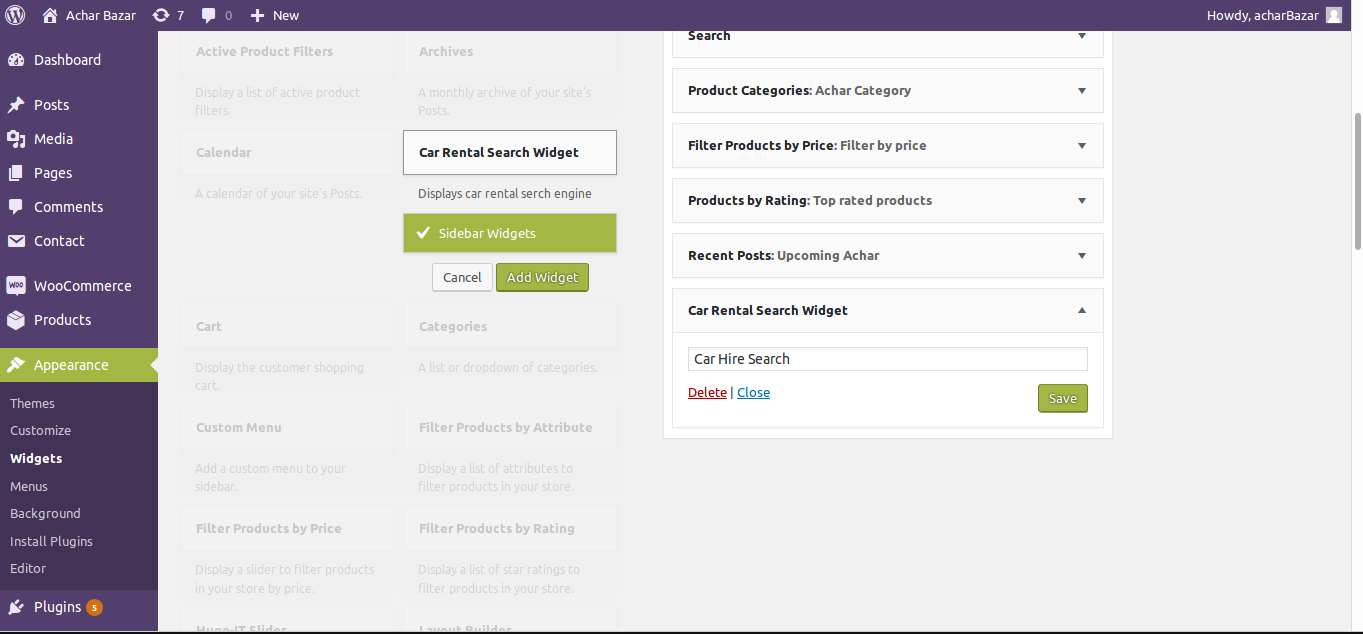 Achar Bazar
7
0
New
Howdy, acharBazar
Dashboard
Posts
Media
Pages
Comments
Contact
WOO
WooCommerce
Products
Appearance
Themes
Customize
Widgets
Menus
Background
Install Plugins
Editor
Plugins 5
Active Product Filters
Display a list of active product
filters.
Archives
A monthly archive of your site's
Posts.
Calendar
A calendar of your site's Posts.
Car Rental Search Widget
Displays car rental serch engine
Sidebar Widgets
Cancel
Add Widget
Cart
Display the customer shopping
cart.
Categories
A list or dropdown of categories.
Custom Menu
Add a custom menu to your
sidebar.
Filter Products by Attribute
Display a list of attributes to
filter products in your store.
Filter Products by Price
Display a slider to filter products
in your store by price.
Filter Products by Rating
Display a list of star ratings to
filter products in your store.
Huge-IT Slider
Layout Builder
Search
Product Categories: Achar Category
Filter Products by Price: Filter by price
Products by Rating: Top rated products
Recent Posts: Upcoming Achar
Car Rental Search Widget
Car Hire Search
Delete | Close
Save